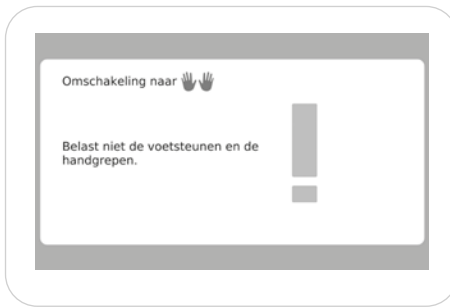 Omschakeling naar
Belast niet de voetsteunen en de
handgrepen.